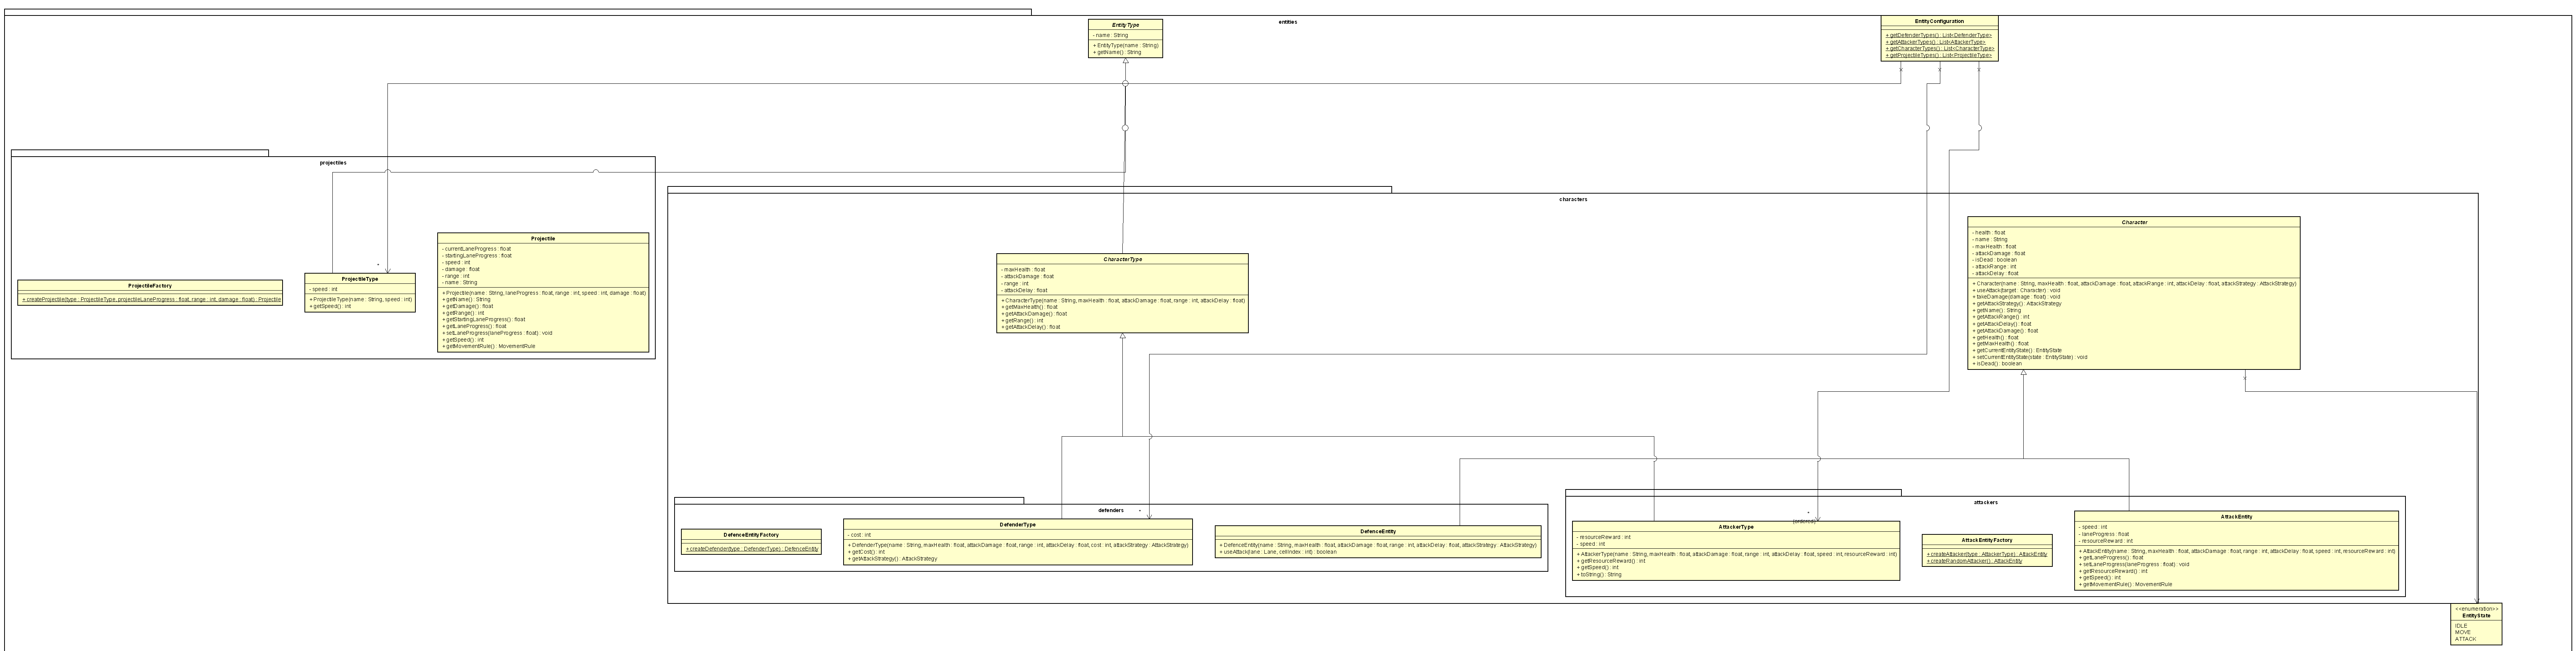 entities
EntityType
- name : String
+ EntityType(name : String)
+ getName() : String
EntityConfiguration
+ getDefenderTypes() : List<DefenderType>
+ getAttackerTypes() : List<AttackerType>
+ getCharacterTypes() : List<CharacterType>
+ getProjectileTypes() : List<ProjectileType>
projectiles
ProjectileFactory
+ createProjectile(type : ProjectileType, projectileLaneProgress : float, range : int, damage : float) : Projectile
*
ProjectileType
- speed : int
+ ProjectileType(name : String, speed : int)
+ getSpeed() : int
Projectile
- currentLaneProgress : float
- startingLaneProgress : float
- speed : int
- damage : float
- range : int
- name : String
+ Projectile(name : String, laneProgress : float, range : int, speed : int, damage : float)
+ getName() : String
+ getDamage() : float
+ getRange() : int
+ getStartingLaneProgress() : float
+ getLaneProgress() : float
+ setLaneProgress(laneProgress : float) : void
+ getSpeed() : int
+ getMovementRule() : MovementRule
characters
CharacterType
- maxHealth : float
- attackDamage : float
- range : int
- attackDelay : float
+ CharacterType(name : String, maxHealth : float, attackDamage : float, range : int, attackDelay : float)
+ getMaxHealth() : float
+ getAttackDamage() : float
+ getRange() : int
+ getAttackDelay() : float
Character
- health : float
- name : String
- maxHealth : float
- attackDamage : float
- isDead : boolean
- attackRange : int
- attackDelay : float
+ Character(name : String, maxHealth : float, attackDamage : float, attackRange : int, attackDelay : float, attackStrategy : AttackStrategy)
+ useAttack(target : Character) : void
+ takeDamage(damage : float) : void
+ getAttackStrategy() : AttackStrategy
+ getName() : String
+ getAttackRange() : int
+ getAttackDelay() : float
+ getAttackDamage() : float
+ getHealth() : float
+ getMaxHealth() : float
+ getCurrentEntityState() : EntityState
+ setCurrentEntityState(state : EntityState) : void
+ isDead() : boolean
defenders
*
DefenceEntityFactory
+ createDefender(type : DefenderType) : DefenceEntity
DefenderType
- cost : int
+ DefenderType(name : String, maxHealth : float, attackDamage : float, range : int, attackDelay : float, cost : int, attackStrategy : AttackStrategy)
+ getCost() : int
+ getAttackStrategy() : AttackStrategy
DefenceEntity
+ DefenceEntity(name : String, maxHealth : float, attackDamage : float, range : int, attackDelay : float, attackStrategy : AttackStrategy)
+ useAttack(lane : Lane, cellIndex : int) : boolean
attackers
*
{ordered}
AttackerType
- resourceReward : int
- speed : int
+ AttackerType(name : String, maxHealth : float, attackDamage : float, range : int, attackDelay : float, speed : int, resourceReward : int)
+ getResourceReward() : int
+ getSpeed() : int
+ toString() : String
AttackEntityFactory
+ createAttacker(type : AttackerType) : AttackEntity
+ createRandomAttacker() : AttackEntity
AttackEntity
- speed : int
- laneProgress : float
- resourceReward : int
+ AttackEntity(name : String, maxHealth : float, attackDamage : float, range : int, attackDelay : float, speed : int, resourceReward : int)
+ getLaneProgress() : float
+ setLaneProgress(laneProgress : float) : void
+ getResourceReward() : int
+ getSpeed() : int
+ getMovementRule() : MovementRule
<<enumeration>>
EntityState
IDLE
MOVE
ATTACK